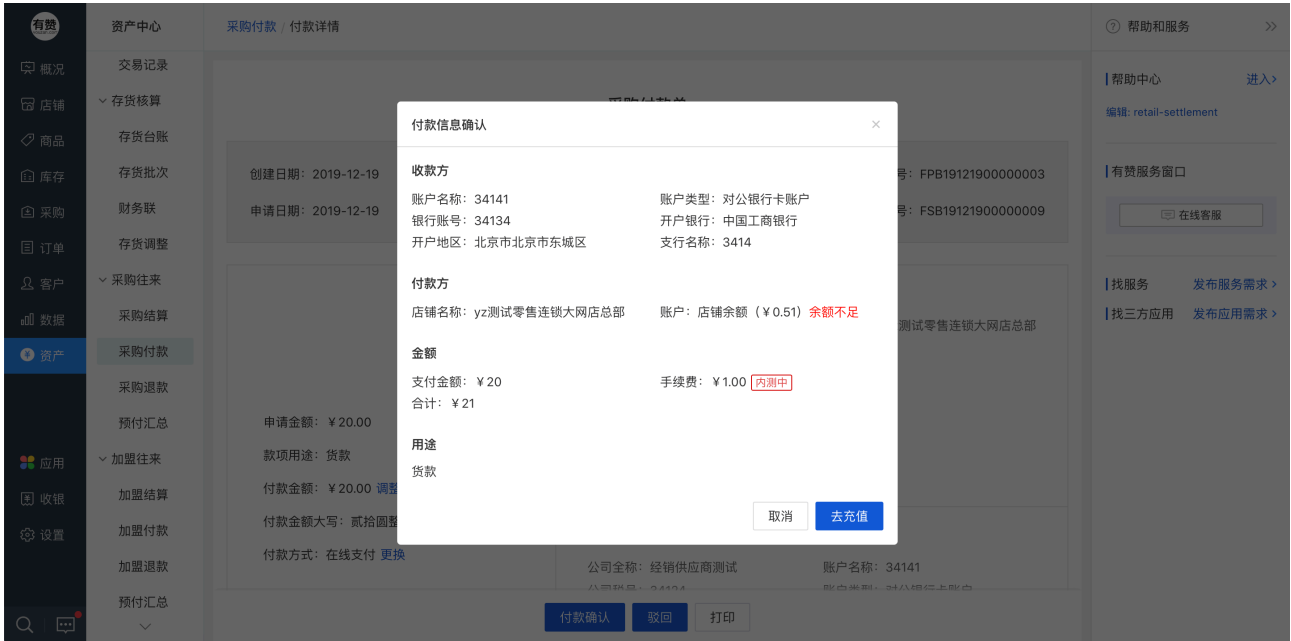 有赞
资产中心
采购付款 / 付款详情
帮助和服务
概况
店铺
商品
库存
采购
订单
客户
数据
资产
应用
收银
设置
交易记录
存货核算
存货台账
存货批次
财务联
存货调整
采购往来
采购结算
采购付款
采购退款
预付汇总
加盟往来
加盟结算
加盟付款
加盟退款
预付汇总
创建日期：2019-12-19
号：FPB19121900000003
申请日期：2019-12-19
号：FSB19121900000009
测试零售连锁大网店总部
申请金额：￥20.00
款项用途：货款
付款金额：￥20.00 调整
付款金额大写：贰拾圆整
付款方式：在线支付 更换
公司全称：经销供应商测试
账户名称：34141
付款确认
驳回
打印
付款信息确认
收款方
账户名称：34141
账户类型：对公银行卡账户
银行账号：34134
开户银行：中国工商银行
开户地区：北京市北京市东城区
支行名称：3414
付款方
店铺名称：yz测试零售连锁大网店总部
账户：店铺余额（￥0.51）余额不足
金额
支付金额：￥20
手续费：￥1.00 内测中
合计：￥21
用途
货款
取消
去充值
帮助中心
进入>
编辑: retail-settlement
有赞服务窗口
在线客服
找服务
发布服务需求 >
找三方应用
发布应用需求 >